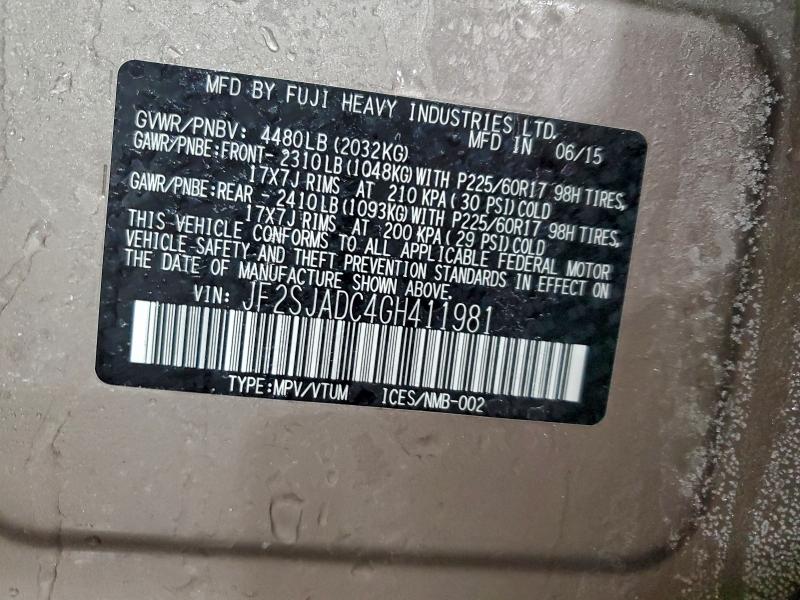 MFD BY FUJI HEAVY INDUSTRIES LTD.
GVWR/PNBV: 4480LB (2032KG) MFD IN 06/15
GAWR/PNBE:FRONT- 2310LB(1048KG)WITH P225/60R17 98H TIRES,
17X7J RIMS AT 210 KPA(30 PSI)COLD
GAWR/PNBE:REAR - 2410LB(1093KG)WITH P225/60R17 98H TIRES,
17X7J RIMS AT 200 KPA(29 PSI)COLD
THIS VEHICLE CONFORMS TO ALL APPLICABLE FEDERAL MOTOR
VEHICLE SAFETY AND THEFT PREVENTION STANDARDS IN EFFECT ON
THE DATE OF MANUFACTURE SHOWN ABOVE.
VIN: JF2SJADC4GH411981
TYPE:MPV/VTUM ICES/NMB-002